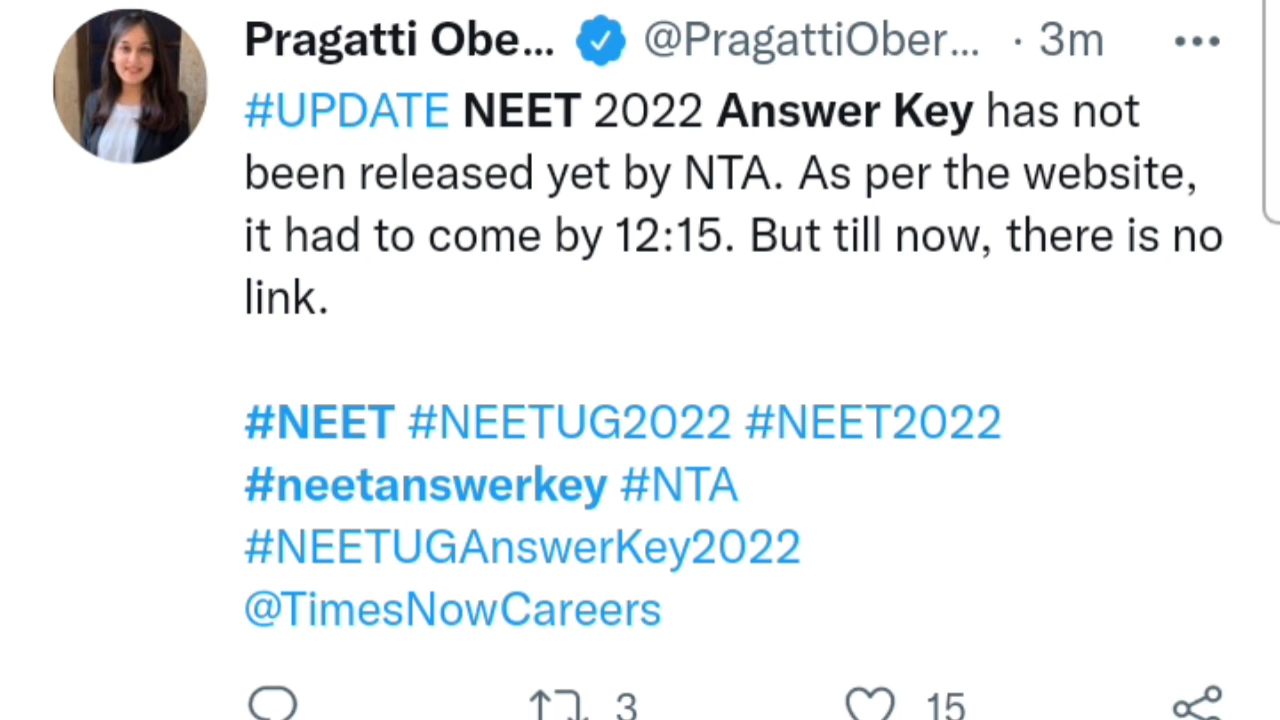 Pragatti Obe... @PragattiOber... · 3m
#UPDATE NEET 2022 Answer Key has not
been released yet by NTA. As per the website,
it had to come by 12:15. But till now, there is no
link.
#NEET #NEETUG2022 #NEET2022
#neetanswerkey #NTA
#NEETUGAnswerKey2022
@TimesNowCareers
3 15